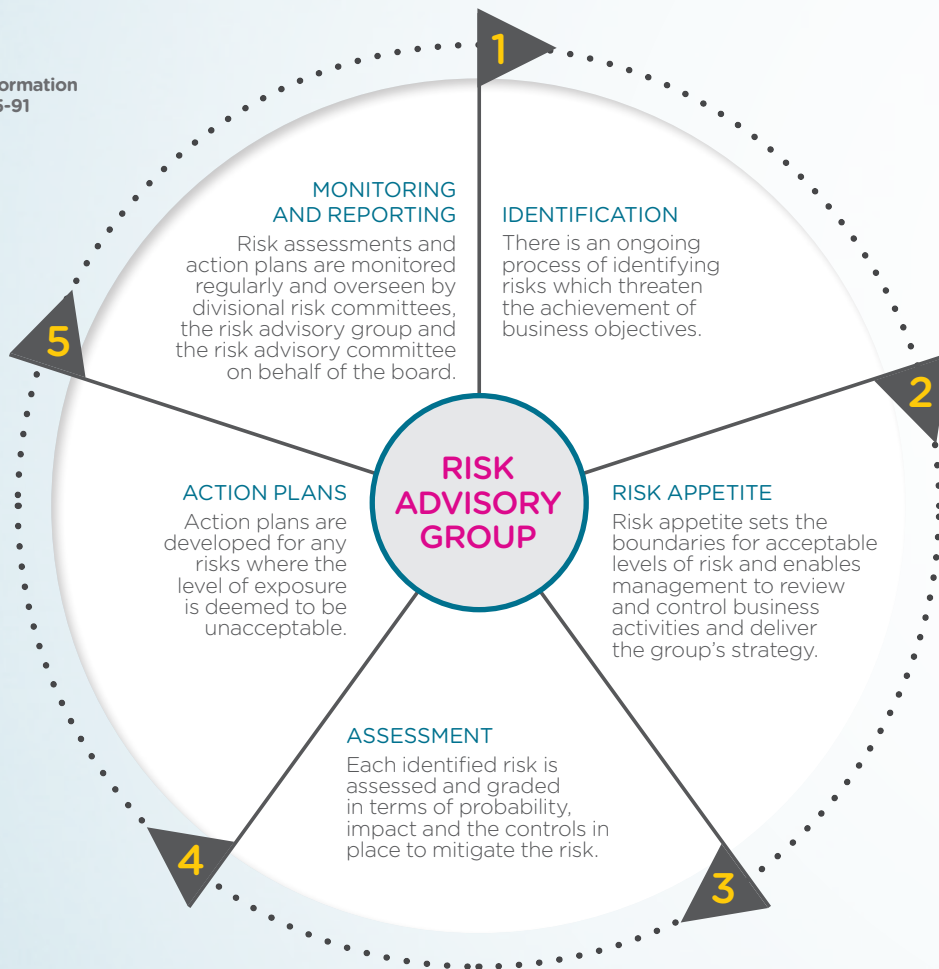 1
IDENTIFICATION
There is an ongoing
process of identifying
risks which threaten
the achievement of
business objectives.
2
RISK APPETITE
Risk appetite sets the
boundaries for acceptable
levels of risk and enables
management to review
and control business
activities and deliver
the group’s strategy.
3
ASSESSMENT
Each identified risk is
assessed and graded
in terms of probability,
impact and the controls in
place to mitigate the risk.
4
ACTION PLANS
Action plans are
developed for any
risks where the
level of exposure
is deemed to be
unacceptable.
5
MONITORING
AND REPORTING
Risk assessments and
action plans are monitored
regularly and overseen by
divisional risk committees,
the risk advisory group and
the risk advisory committee
on behalf of the board.
RISK
ADVISORY
GROUP
-91